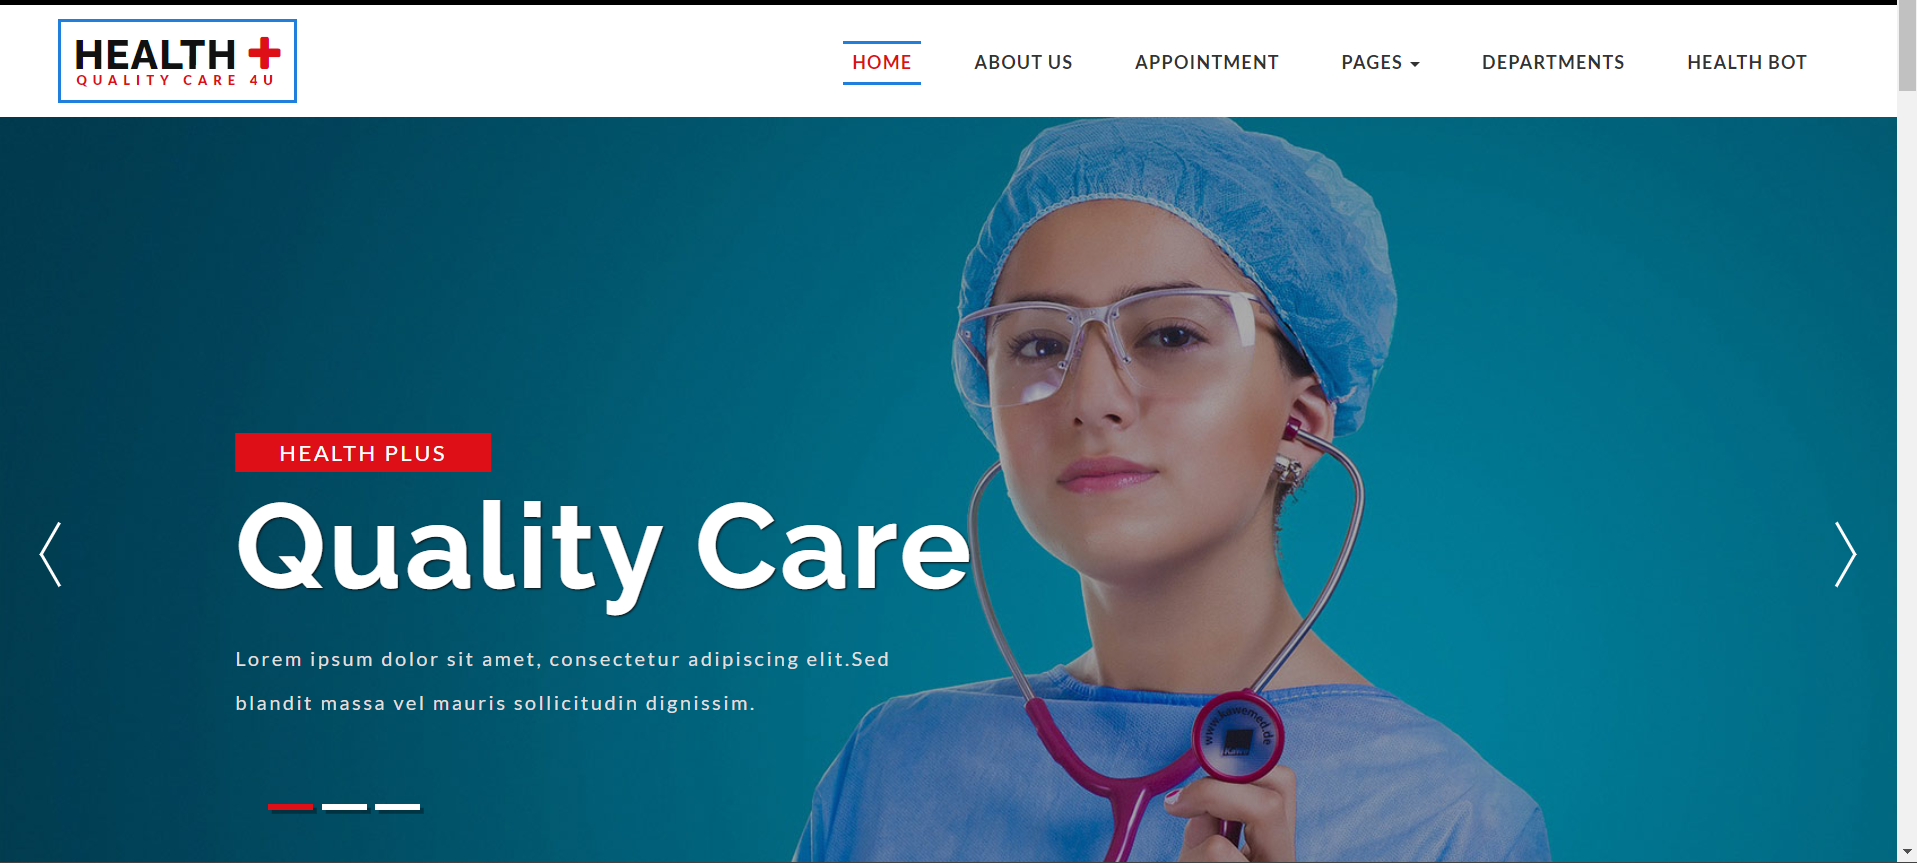 HEALTH
QUALITY CARE 4U
HOME
ABOUT US
APPOINTMENT
PAGES
DEPARTMENTS
HEALTH BOT
HEALTH PLUS
Quality Care
Lorem ipsum dolor sit amet, consectetur adipiscing elit.Sed
blandit massa vel mauris sollicitudin dignissim.
www.kawemed.de